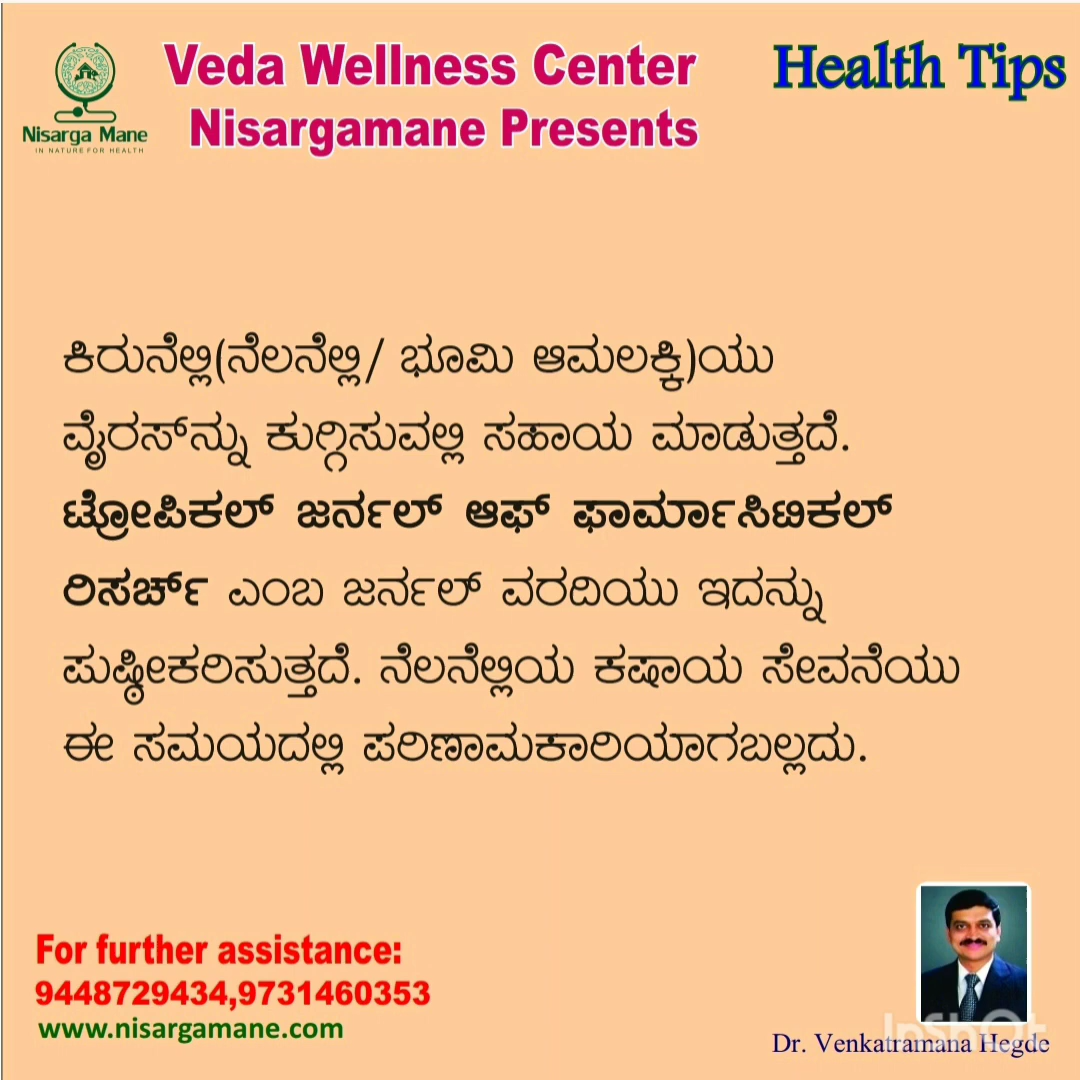 Veda Wellness Center
Nisargamane Presents
Health Tips
Nisarga Mane
IN NATURE FOR HEALTH
ಕಿರುನೆಲ್ಲಿ(ನೆಲನೆಲ್ಲಿ/ ಭೂಮಿ ಆಮಲಕ್ಕಿ)ಯು
ವೈರಸ್‌ನ್ನು ಕುಗ್ಗಿಸುವಲ್ಲಿ ಸಹಾಯ ಮಾಡುತ್ತದೆ.
ಟ್ರೋಪಿಕಲ್ ಜರ್ನಲ್ ಆಫ್ ಫಾರ್ಮಾಸಿಟಿಕಲ್
ರಿಸರ್ಚ್ ಎಂಬ ಜರ್ನಲ್ ವರದಿಯು ಇದನ್ನು
ಪುಷ್ಠೀಕರಿಸುತ್ತದೆ. ನೆಲನೆಲ್ಲಿಯ ಕಷಾಯ ಸೇವನೆಯು
ಈ ಸಮಯದಲ್ಲಿ ಪರಿಣಾಮಕಾರಿಯಾಗಬಲ್ಲದು.
For further assistance:
9448729434,9731460353
www.nisargamane.com
InShOt
Dr. Venkatramana Hegde